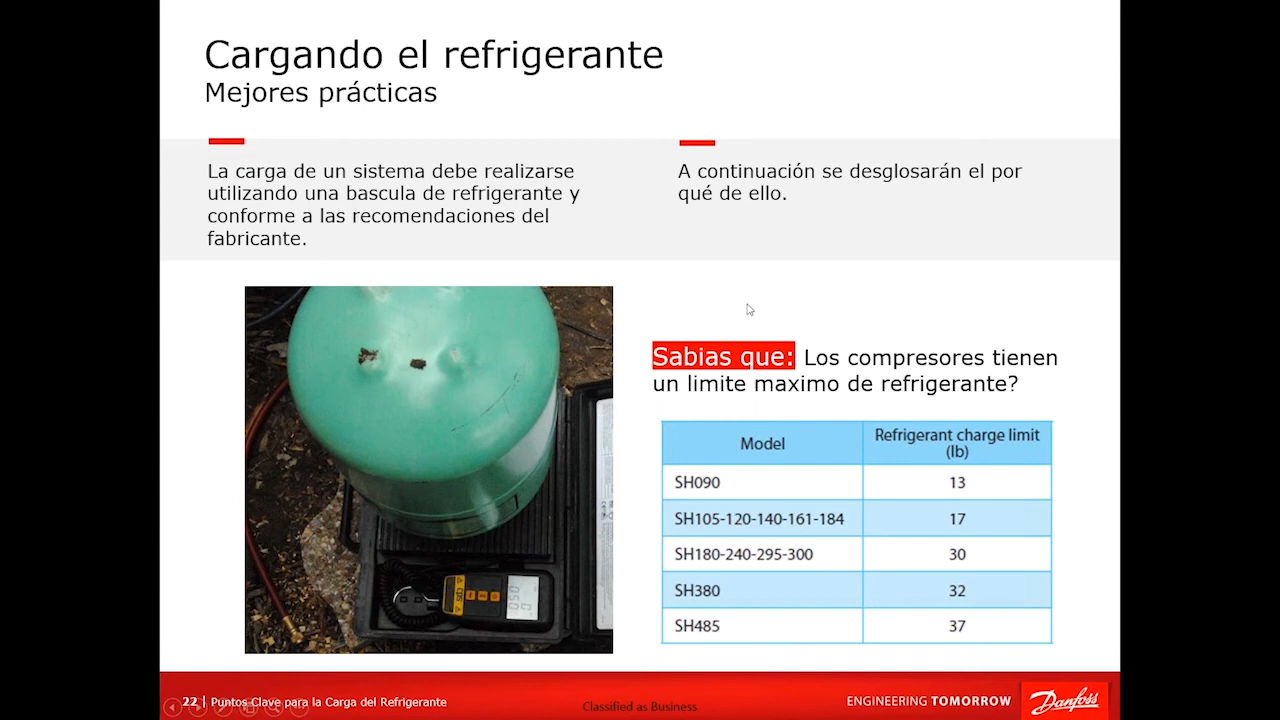 Cargando el refrigerante
Mejores prácticas
La carga de un sistema debe realizarse
utilizando una bascula de refrigerante y
conforme a las recomendaciones del
fabricante.
A continuación se desglosarán el por
qué de ello.
Sabias que: Los compresores tienen
un limite maximo de refrigerante?
Model Refrigerant charge limit (lb)
SH090 13
SH105-120-140-161-184 17
SH180-240-295-300 30
SH380 32
SH485 37
22 | Puntos Clave para la Carga del Refrigerante
Classified as Business
ENGINEERING TOMORROW
Danfoss